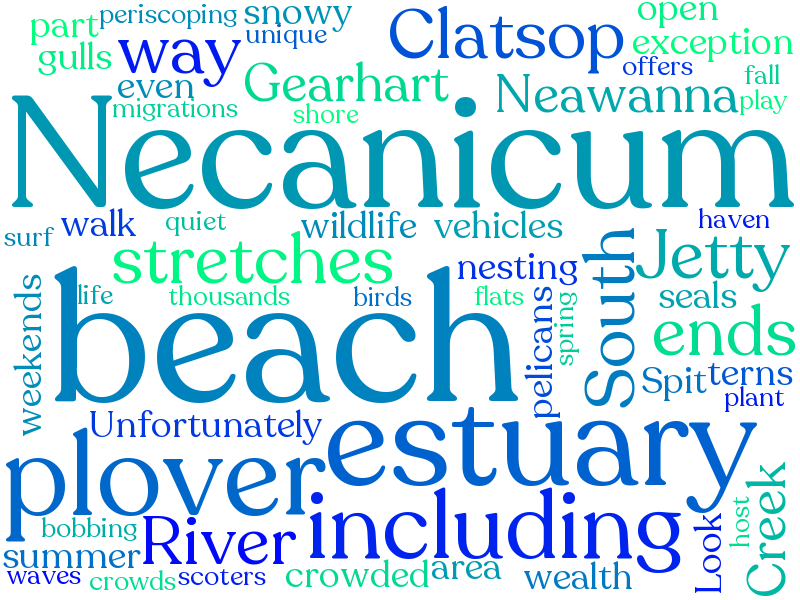 part
periscoping
snowy
open
gulls
way
unique
Clatsop
exception
even
Gearhart
offers
fall
migrations
shore
Neawanna
play
Necanicum
surf
walk
quiet
wildlife
vehicles
South
haven
stretches
nesting
Jetty
weekends
life
thousands
birds
flats
spring
seals
beach
pelicans
ends
Spit
terns
plant
Unfortunately
estuary
plover
including
Creek
bobbing
River
host
Look
summer
crowded
area
wealth
waves
crowds
scoters